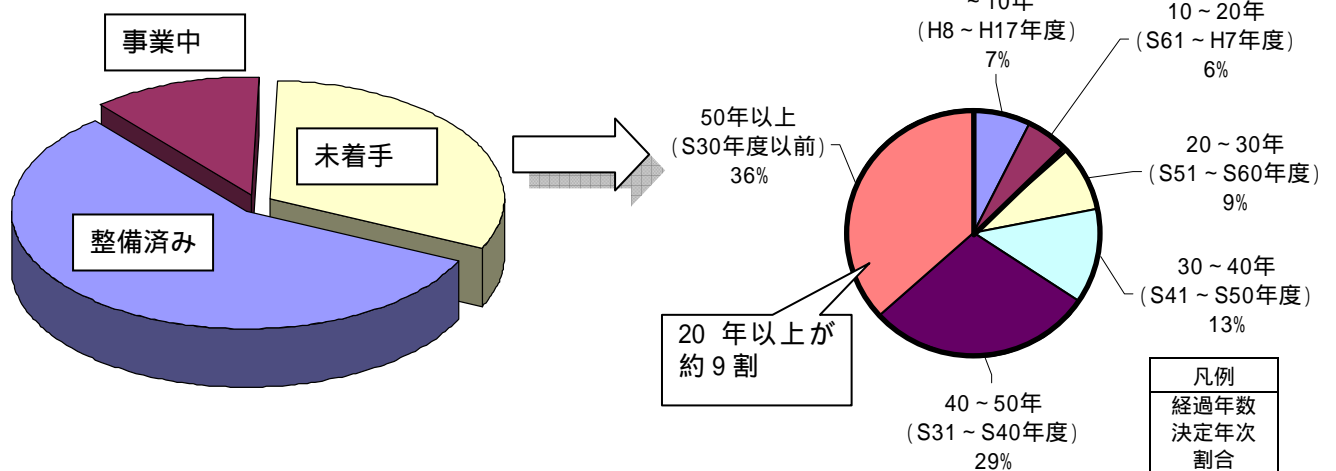 事業中
未着手
整備済み
～10年
(H8～H17年度)
7%
10～20年
(S61～H7年度)
6%
20～30年
(S51～S60年度)
9%
30～40年
(S41～S50年度)
13%
40～50年
(S31～S40年度)
29%
50年以上
(S30年度以前)
36%
20 年以上が
約９割
凡例
経過年数
決定年次
割合